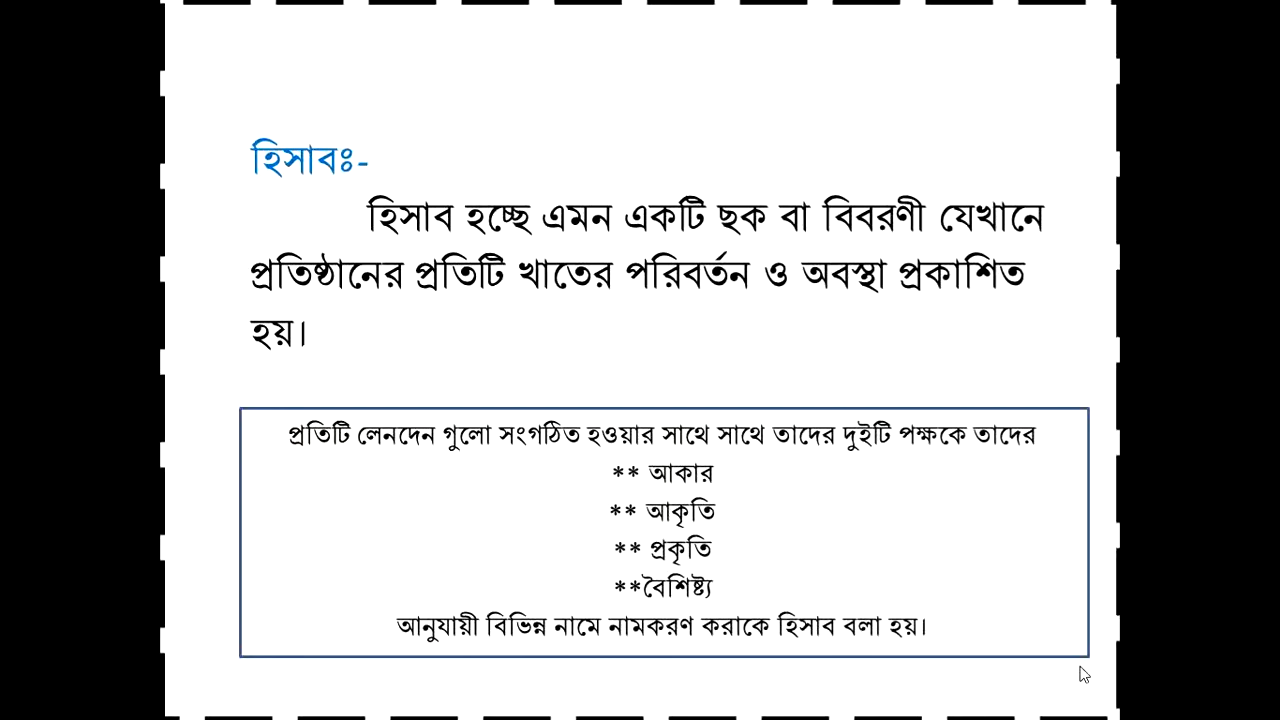 হিসাবঃ-
হিসাব হচ্ছে এমন একটি ছক বা বিবরণী যেখানে
প্রতিষ্ঠানের প্রতিটি খাতের পরিবর্তন ও অবস্থা প্রকাশিত
হয়।
প্রতিটি লেনদেন গুলো সংগঠিত হওয়ার সাথে সাথে তাদের দুইটি পক্ষকে তাদের
** আকার
** আকৃতি
** প্রকৃতি
**বৈশিষ্ট্য
আনুযায়ী বিভিন্ন নামে নামকরণ করাকে হিসাব বলা হয়।